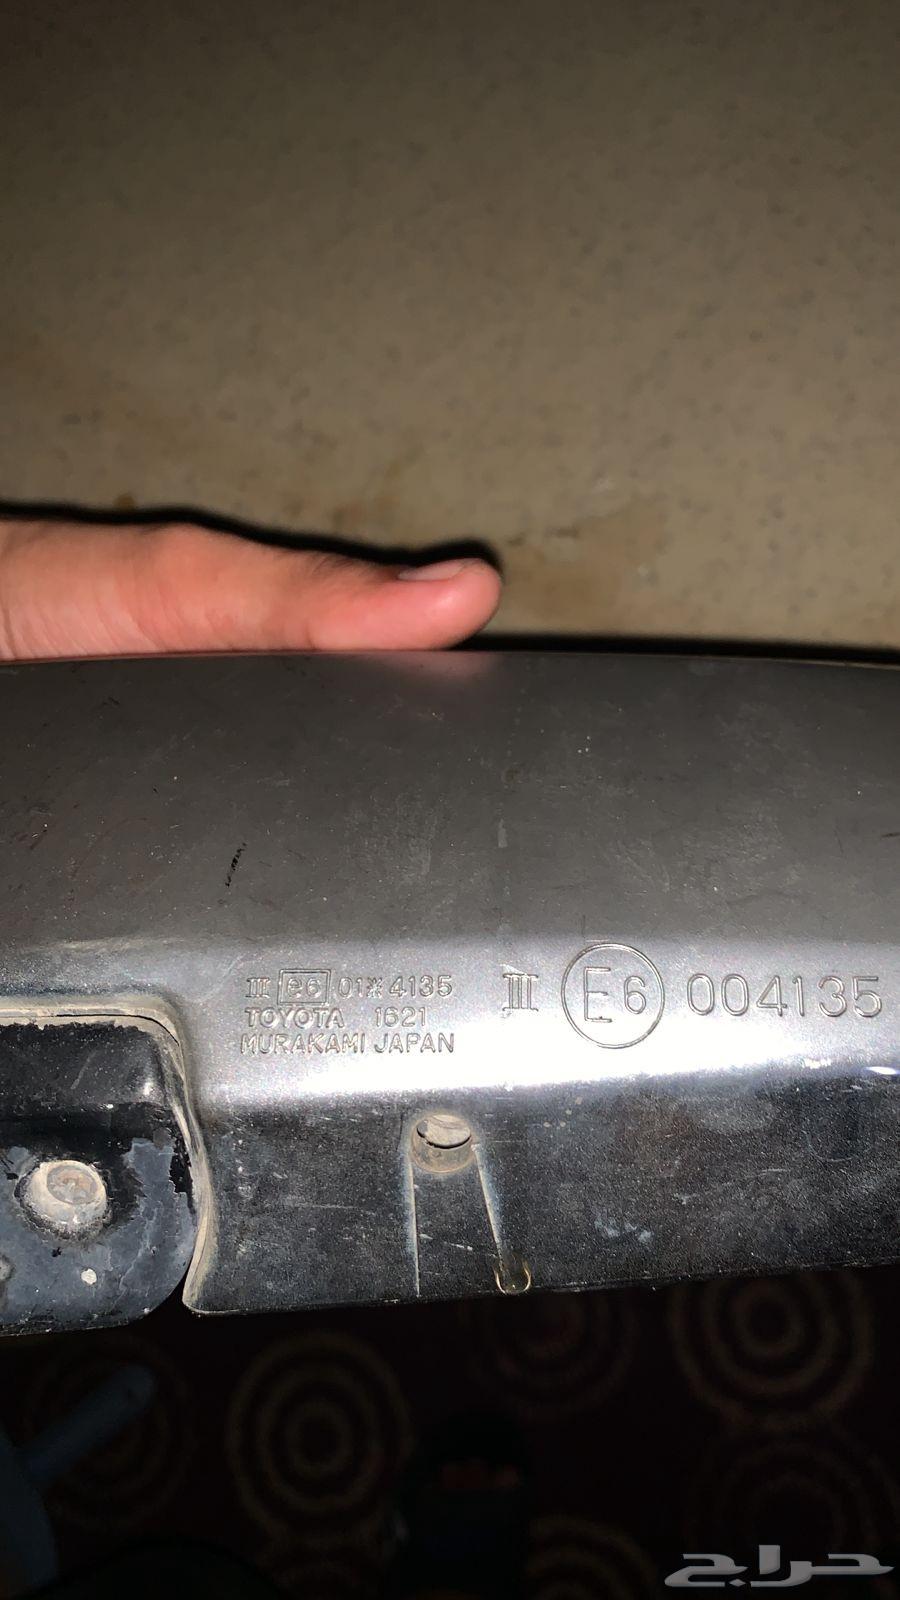 III e6 01*4135
TOYOTA 1621
MURAKAMI JAPAN
III E6 004135
حراج